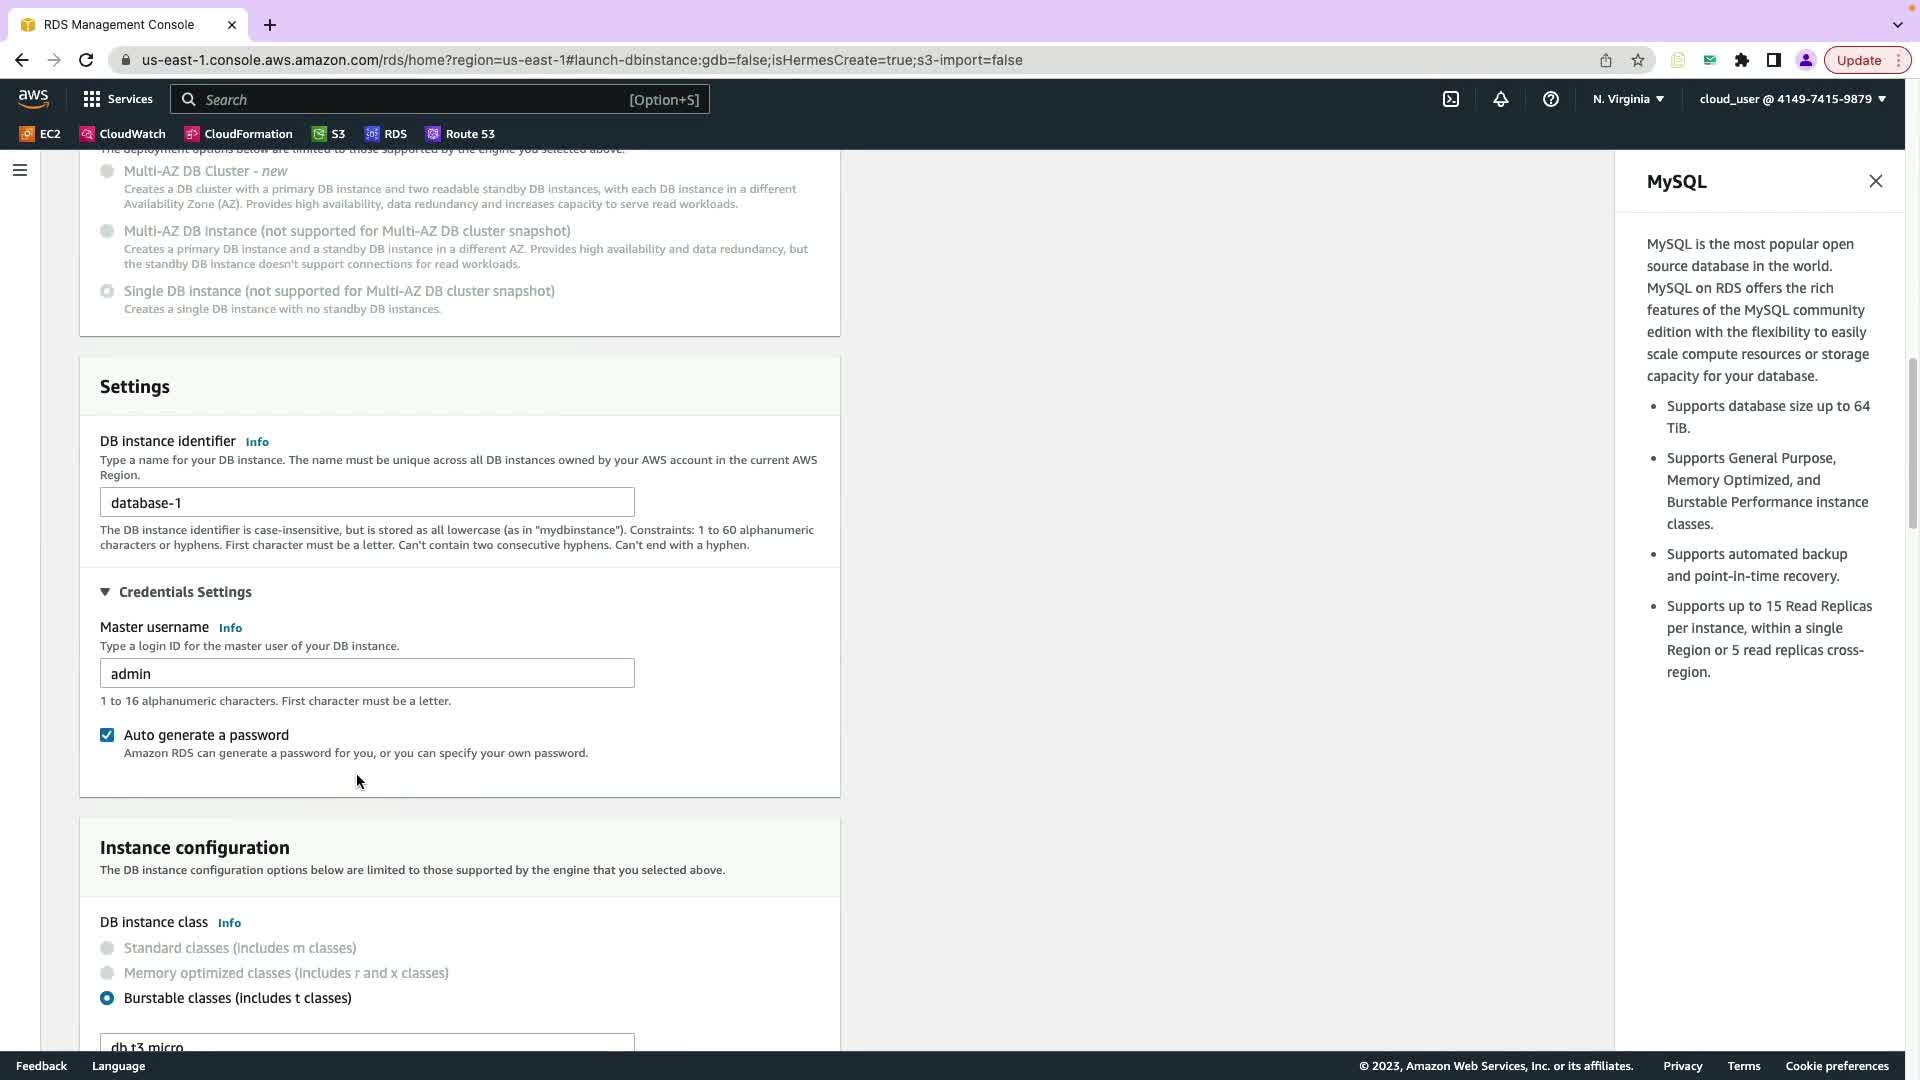 RDS Management Console
us-east-1.console.aws.amazon.com/rds/home?region=us-east-1#launch-dbinstance:gdb=false;isHermesCreate=true;s3-import=false
Update
aws
Services
Search
[Option+S]
N. Virginia
cloud_user @ 4149-7415-9879
EC2
CloudWatch
CloudFormation
S3
RDS
Route 53
The deployment options below are limited to those supported by the engine you selected above.
Multi-AZ DB Cluster - new
Creates a DB cluster with a primary DB instance and two readable standby DB instances, with each DB instance in a different
Availability Zone (AZ). Provides high availability, data redundancy and increases capacity to serve read workloads.
Multi-AZ DB instance (not supported for Multi-AZ DB cluster snapshot)
Creates a primary DB instance and a standby DB instance in a different AZ. Provides high availability and data redundancy, but
the standby DB instance doesn't support connections for read workloads.
Single DB instance (not supported for Multi-AZ DB cluster snapshot)
Creates a single DB instance with no standby DB instances.
Settings
DB instance identifier Info
Type a name for your DB instance. The name must be unique across all DB instances owned by your AWS account in the current AWS
Region.
database-1
The DB instance identifier is case-insensitive, but is stored as all lowercase (as in "mydbinstance"). Constraints: 1 to 60 alphanumeric
characters or hyphens. First character must be a letter. Can't contain two consecutive hyphens. Can't end with a hyphen.
Credentials Settings
Master username Info
Type a login ID for the master user of your DB instance.
admin
1 to 16 alphanumeric characters. First character must be a letter.
Auto generate a password
Amazon RDS can generate a password for you, or you can specify your own password.
Instance configuration
The DB instance configuration options below are limited to those supported by the engine that you selected above.
DB instance class Info
Standard classes (includes m classes)
Memory optimized classes (includes r and x classes)
Burstable classes (includes t classes)
db.t3.micro
MySQL
MySQL is the most popular open
source database in the world.
MySQL on RDS offers the rich
features of the MySQL community
edition with the flexibility to easily
scale compute resources or storage
capacity for your database.
• Supports database size up to 64
TiB.
• Supports General Purpose,
Memory Optimized, and
Burstable Performance instance
classes.
• Supports automated backup
and point-in-time recovery.
• Supports up to 15 Read Replicas
per instance, within a single
Region or 5 read replicas cross-
region.
Feedback
Language
© 2023, Amazon Web Services, Inc. or its affiliates.
Privacy
Terms
Cookie preferences